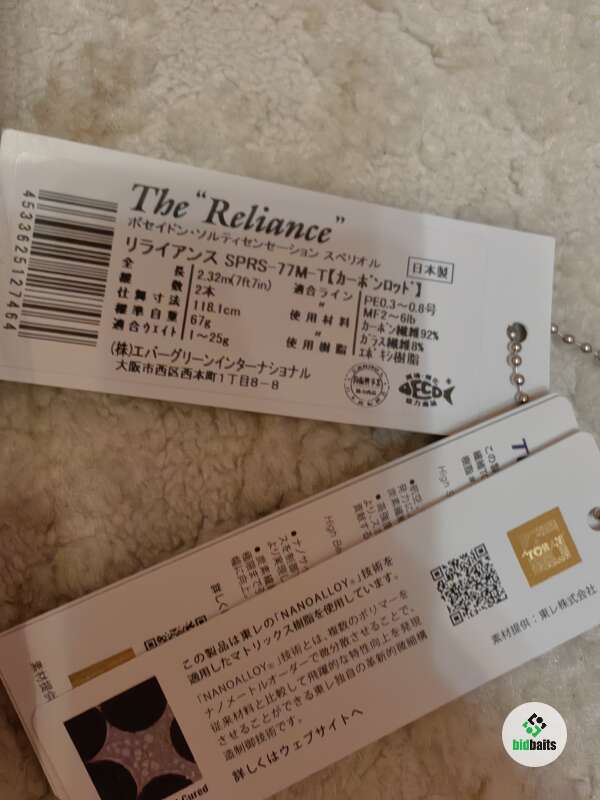 The “Reliance”
ポセイドン・ソルティセンセーション スペリオル
リライアンス SPRS-77M-T【カーボンロッド】
日本製
全長 2.32m(7ft7in) 適合ライン PE0.3～0.8号
継数 2本 〃 MF2～6lb
仕舞寸法 118.1cm 使用材料 カーボン繊維92%
標準自重 67g 〃 ガラス繊維8%
適合ウエイト 1～25g 使用樹脂 エポキシ樹脂
(株)エバーグリーンインターナショナル
大阪市西区西本町1丁目8-8
4533625127464
この製品は東レの「NANOALLOY®」技術を
適用したマトリックス樹脂を使用しています。
「NANOALLOY®」技術とは、複数のポリマーを
ナノメートルオーダーで微分散させることで、
従来材料と比較して飛躍的な特性向上を発現
させることができる東レ独自の革新的微細構
造制御技術です。
詳しくはウェブサイトへ
素材提供：東レ株式会社
TORAY
Cured
素材提供
詳しく
High
bidbaits